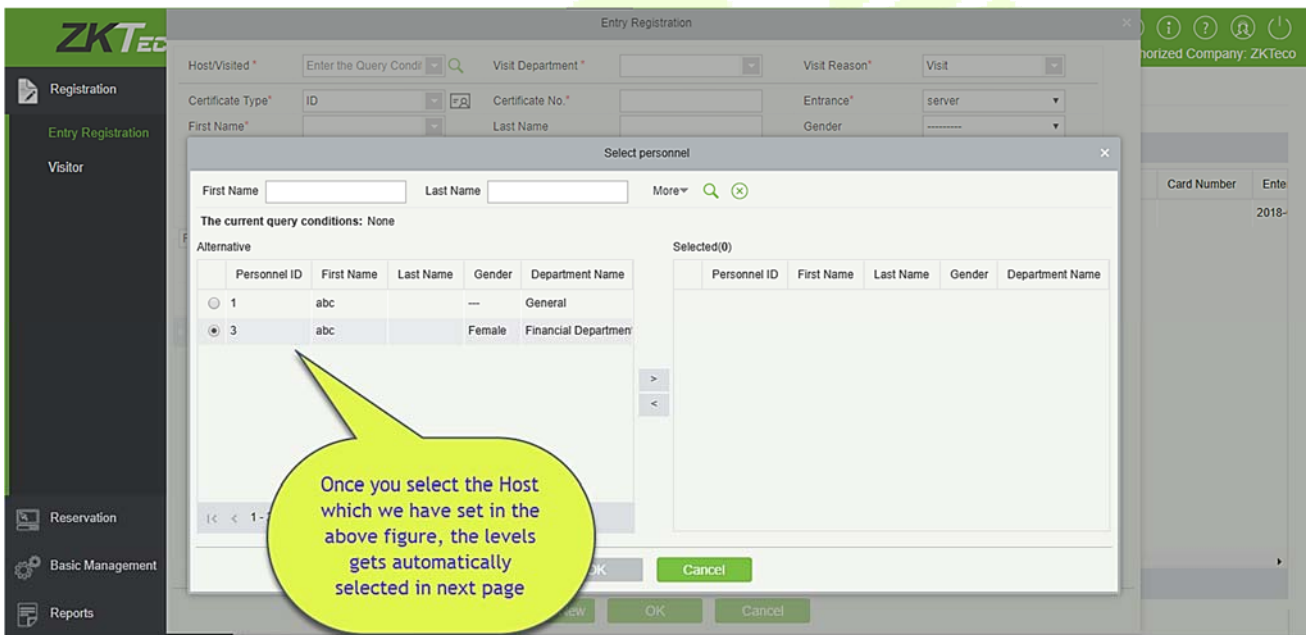 Entry Registration
ZKTec
horized Company: ZKTeco
Host/Visited * Enter the Query Condi Visit Department * Visit Reason* Visit
Registration
Certificate Type* ID Certificate No.* Entrance* server
Entry Registration
First Name* Last Name Gender ---------
Visitor
Select personnel
First Name Last Name More
Card Number Ente
The current query conditions: None
2018-
Alternative Selected(0)
Personnel ID First Name Last Name Gender Department Name Personnel ID First Name Last Name Gender Department Name
1 abc --- General
3 abc Female Financial Department
> 
<
Once you select the Host
which we have set in the
above figure, the levels
gets automatically
selected in next page
Reservation
|< < 1-
Basic Management
OK Cancel
Reports
New OK Cancel